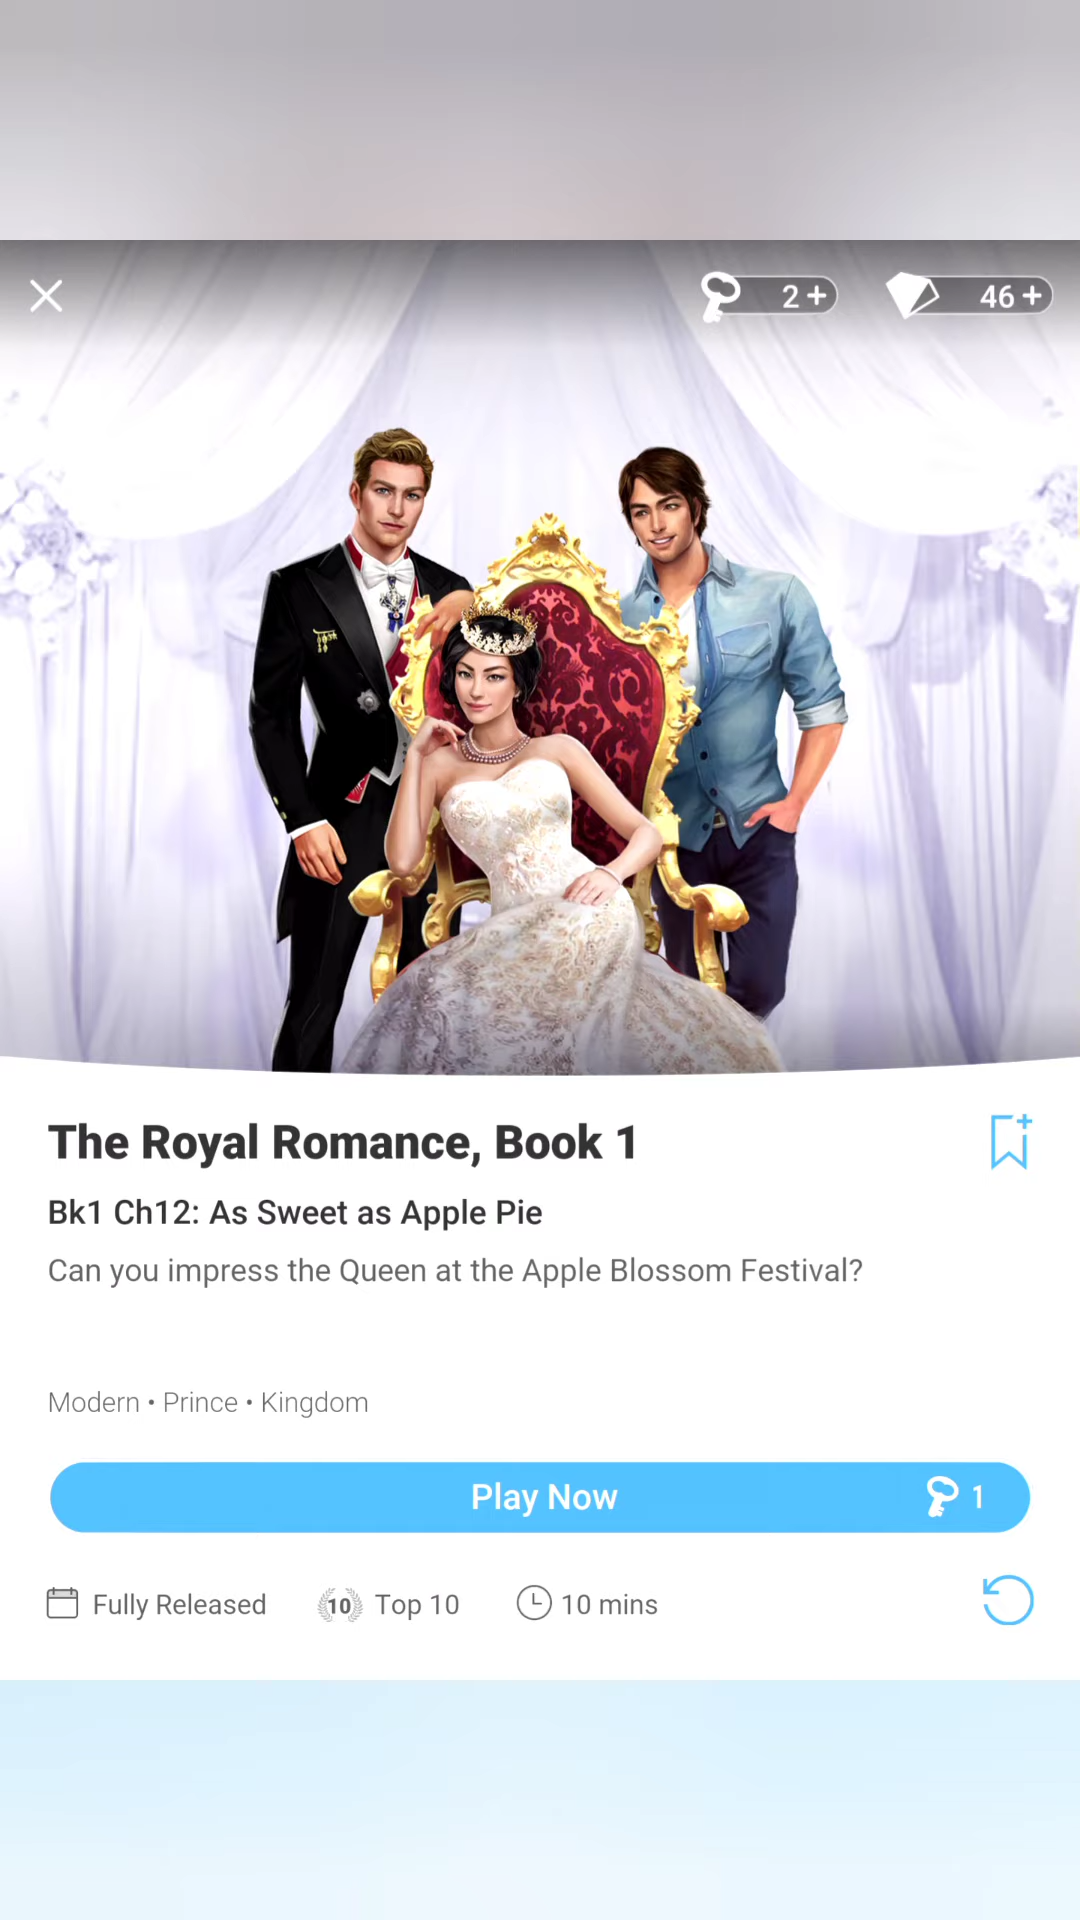 2 +
46 +
The Royal Romance, Book 1
Bk1 Ch12: As Sweet as Apple Pie
Can you impress the Queen at the Apple Blossom Festival?
Modern • Prince • Kingdom
Play Now 1
Fully Released 10 Top 10 10 mins